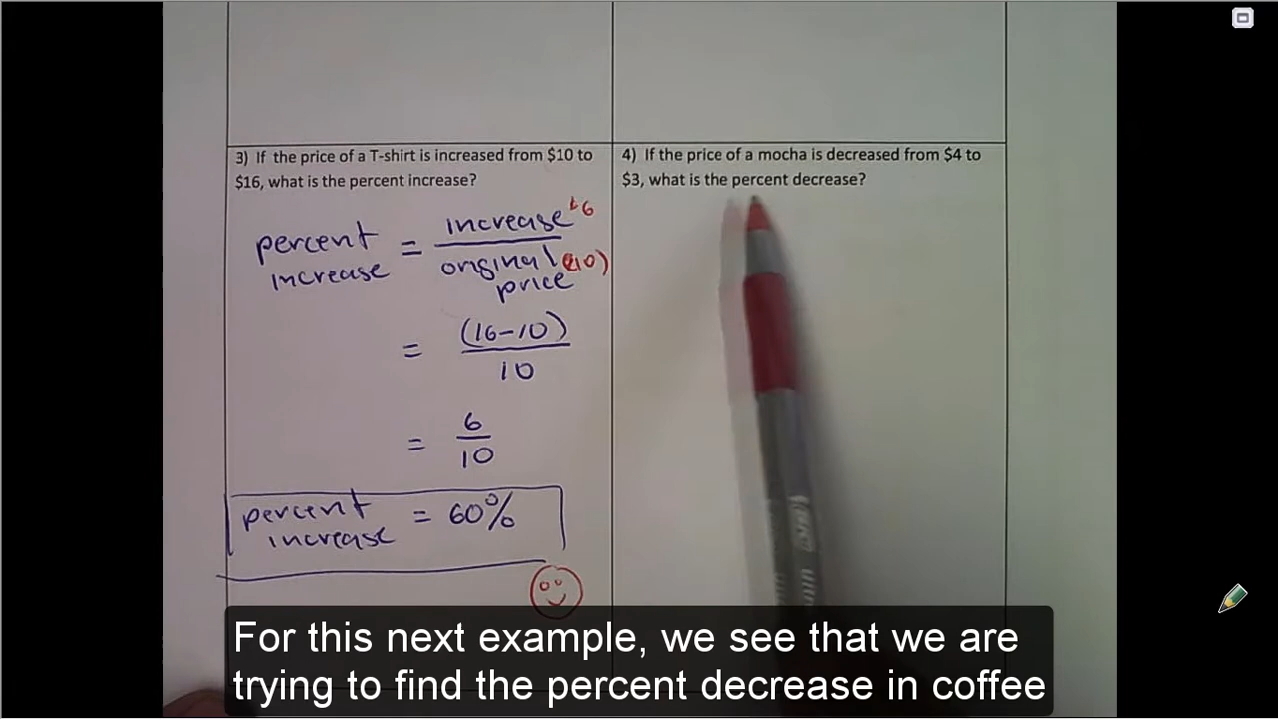 3) If the price of a T-shirt is increased from $10 to
$16, what is the percent increase?
percent increase = increase 6 / original price (10)
= (16-10) / 10
= 6 / 10
percent increase = 60%
4) If the price of a mocha is decreased from $4 to
$3, what is the percent decrease?
For this next example, we see that we are
trying to find the percent decrease in coffee